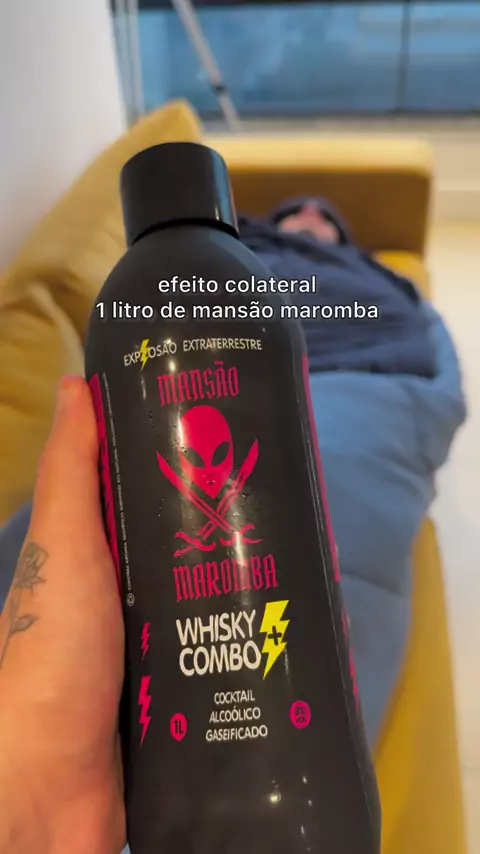 efeito colateral
1 litro de mansão maromba
EXPLOSÃO EXTRATERRESTRE
MANSÃO
MAROMBA
WHISKY
COMBO
COCKTAIL
ALCOÓLICO
GASEIFICADO
1L